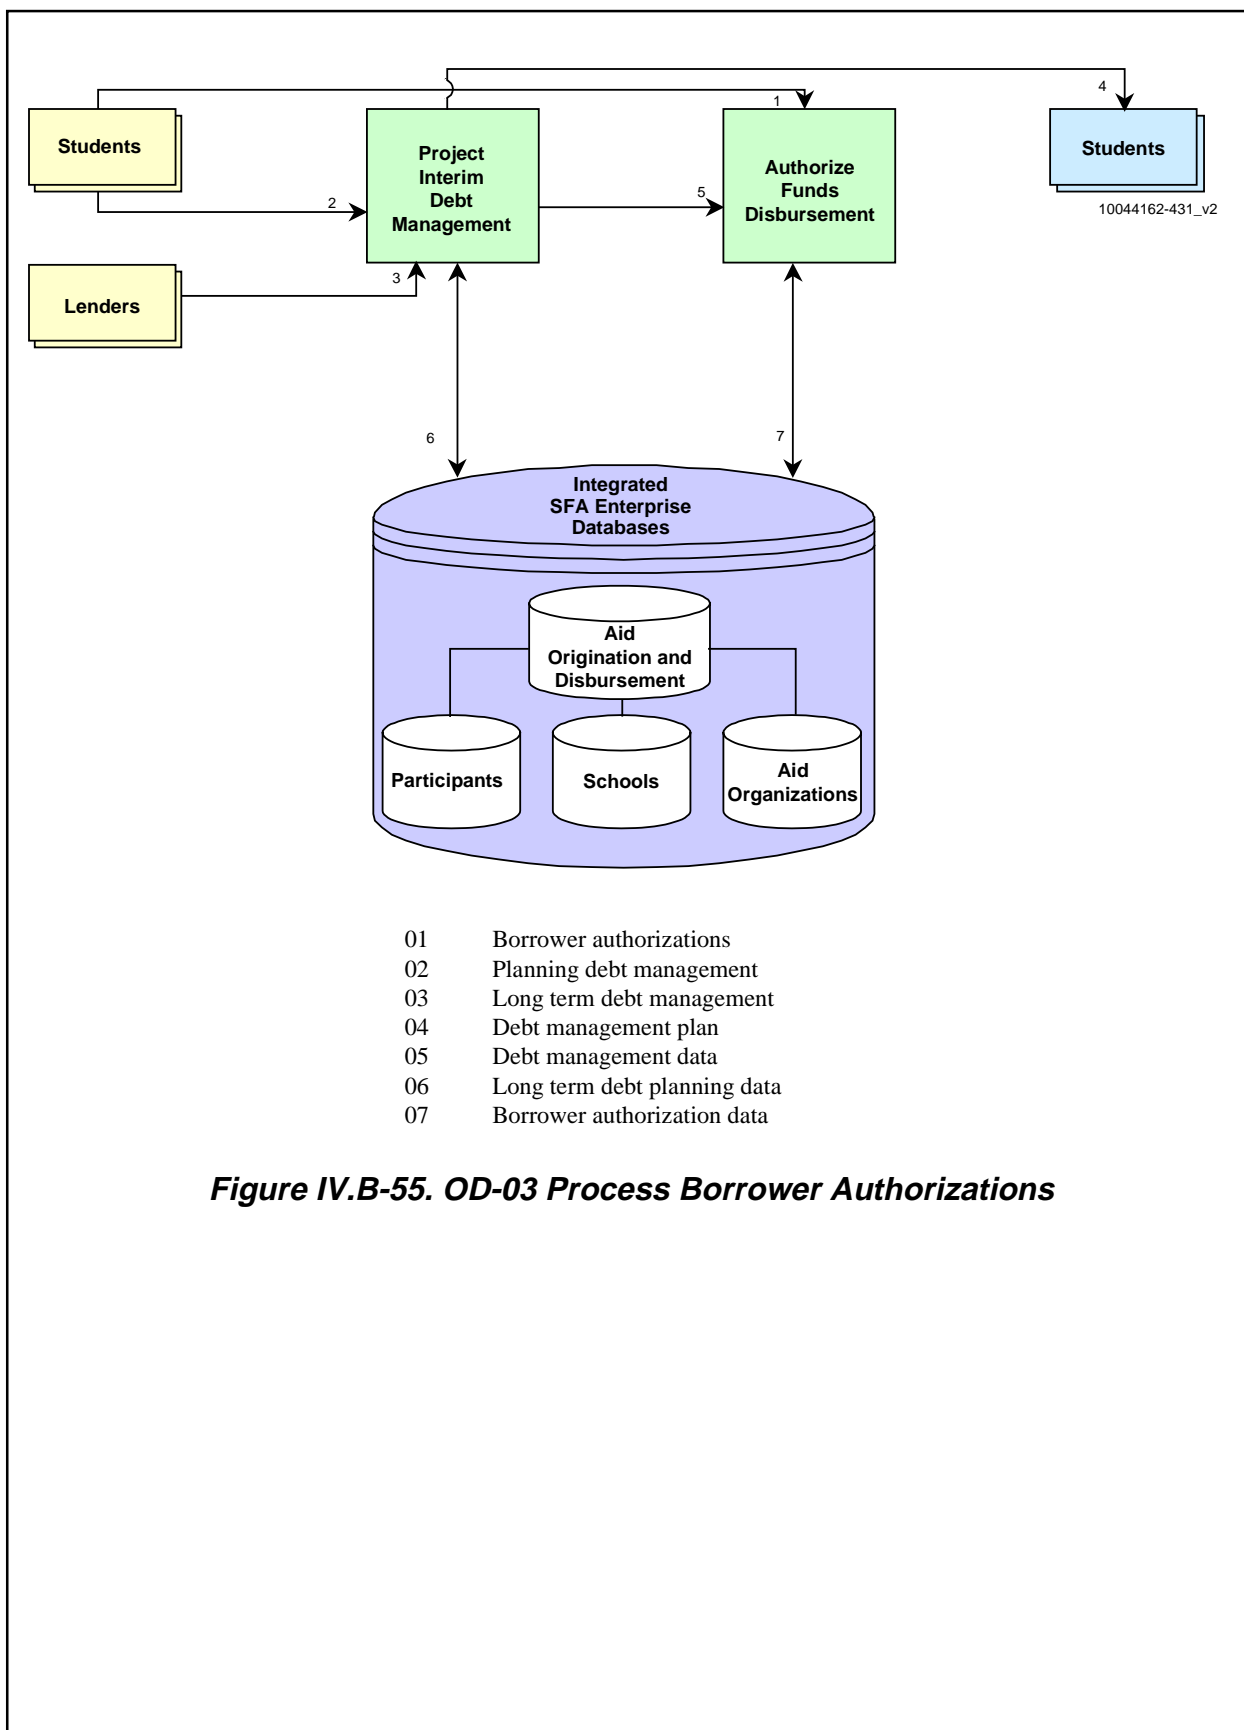 4
1
Students
Project
Interim
Debt
Management
Authorize
Funds
Disbursement
Students
2
5
10044162-431_v2
3
Lenders
6
7
Integrated
SFA Enterprise
Databases
Aid
Origination and
Disbursement
Participants
Schools
Aid
Organizations
01 Borrower authorizations
02 Planning debt management
03 Long term debt management
04 Debt management plan
05 Debt management data
06 Long term debt planning data
07 Borrower authorization data
Figure IV.B-55. OD-03 Process Borrower Authorizations